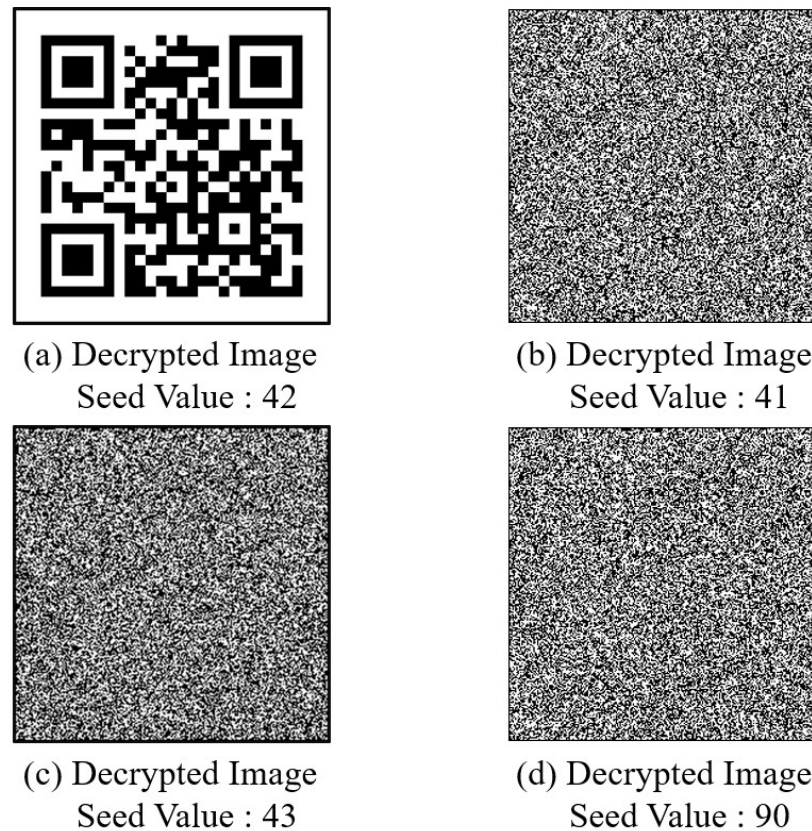 (a) Decrypted Image
Seed Value : 42
(b) Decrypted Image
Seed Value : 41
(c) Decrypted Image
Seed Value : 43
(d) Decrypted Image
Seed Value : 90